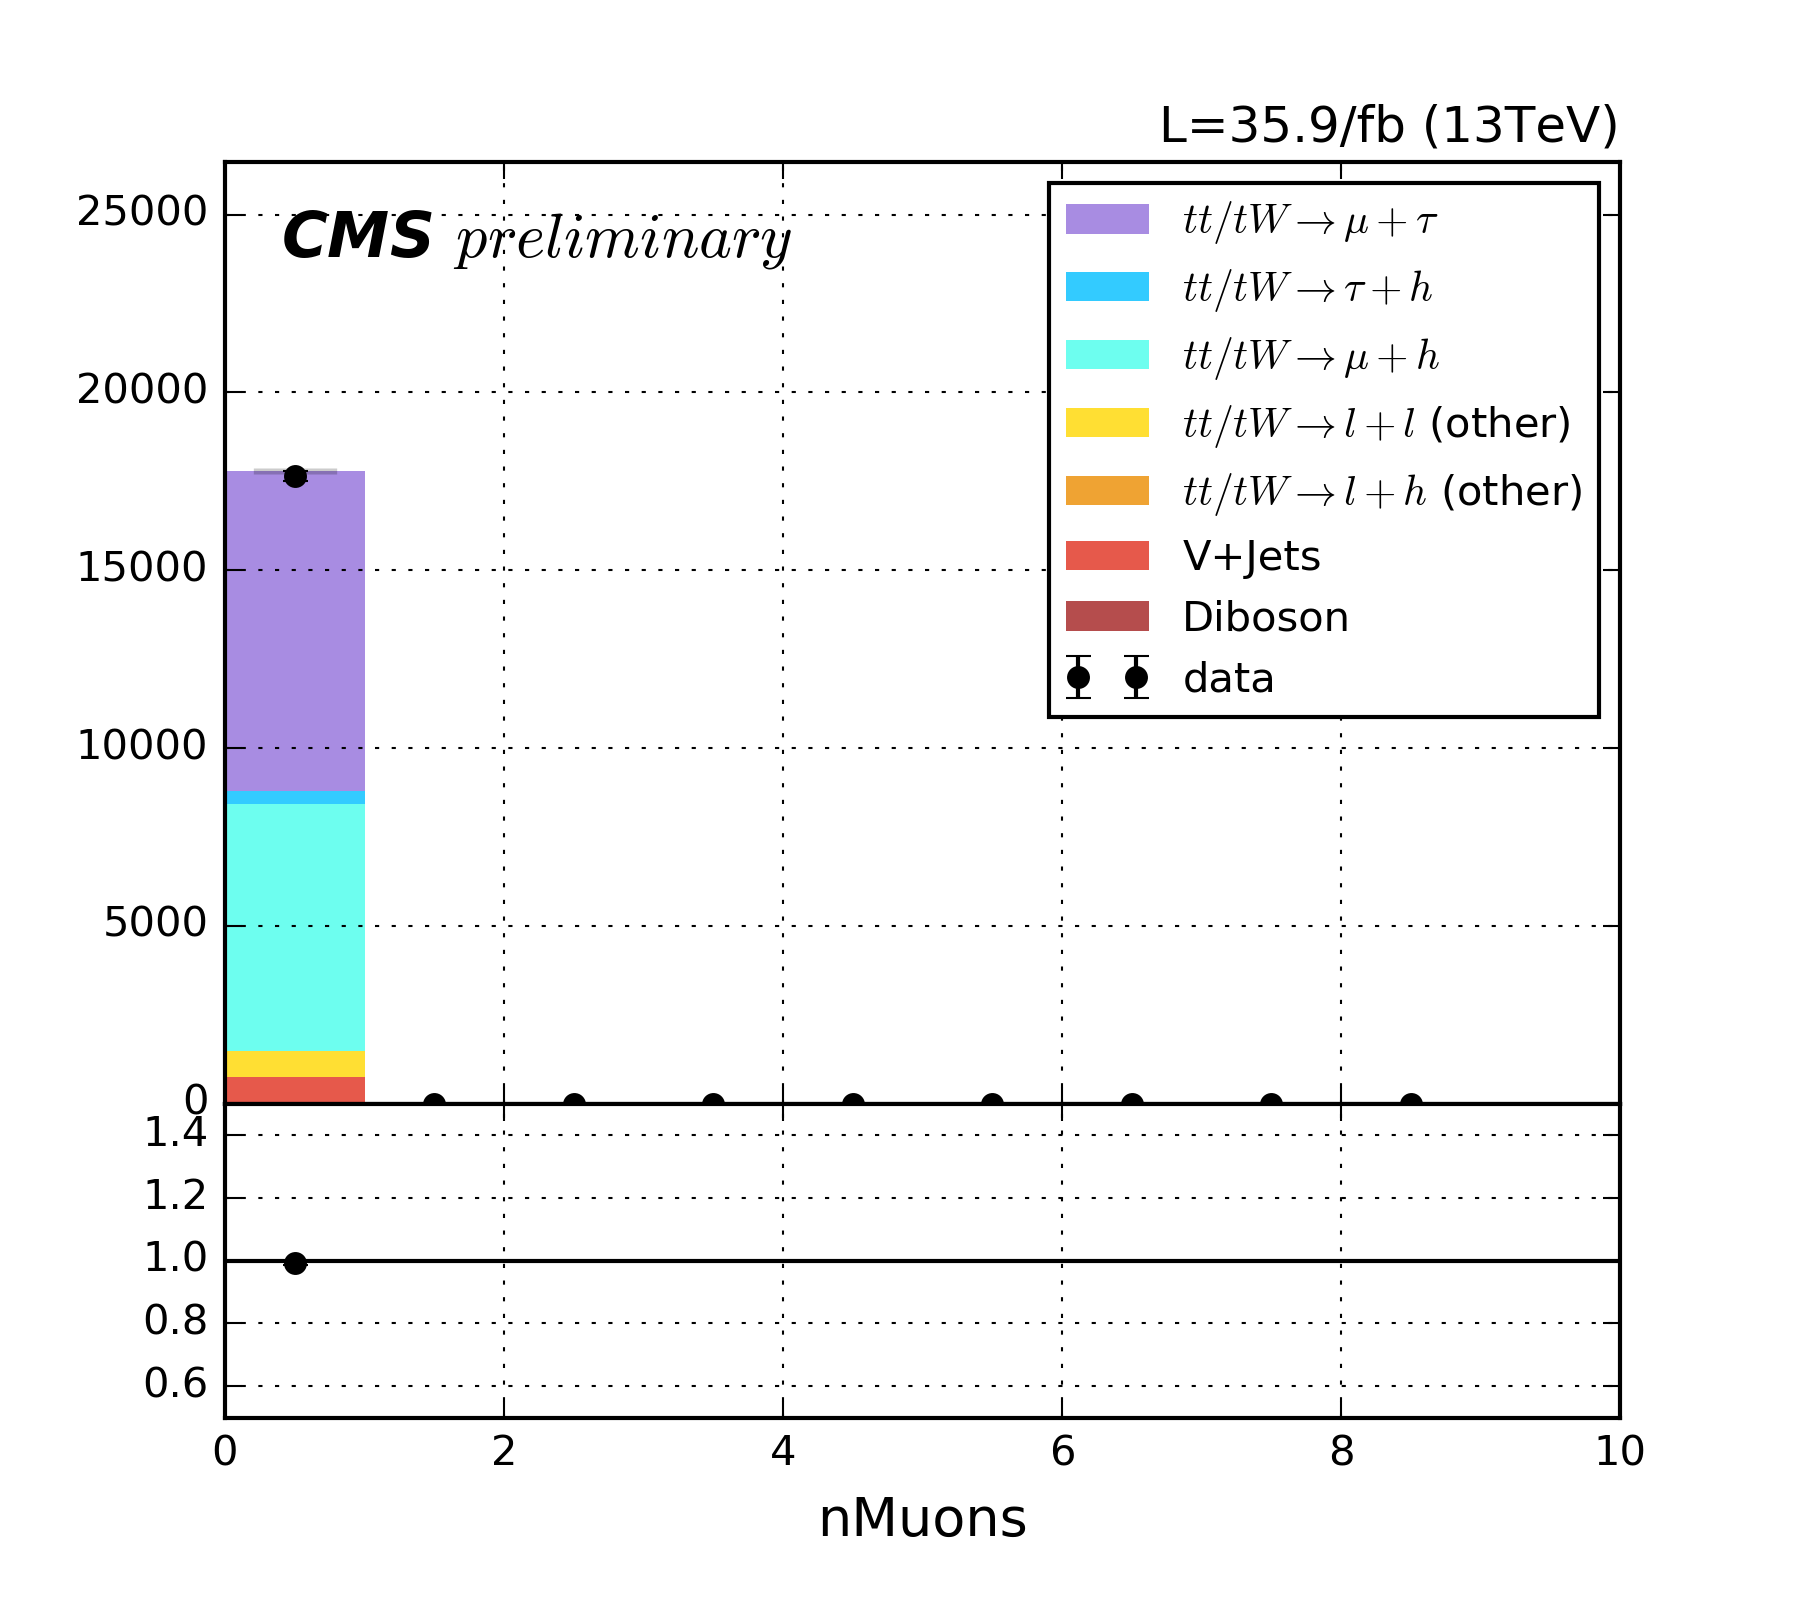 L=35.9/fb (13TeV)
CMS preliminary
25000
20000
15000
10000
5000
0
tt/tW→μ+τ
tt/tW→τ+h
tt/tW→μ+h
tt/tW→l+l (other)
tt/tW→l+h (other)
V+Jets
Diboson
data
1.4
1.2
1.0
0.8
0.6
0 2 4 6 8 10
nMuons